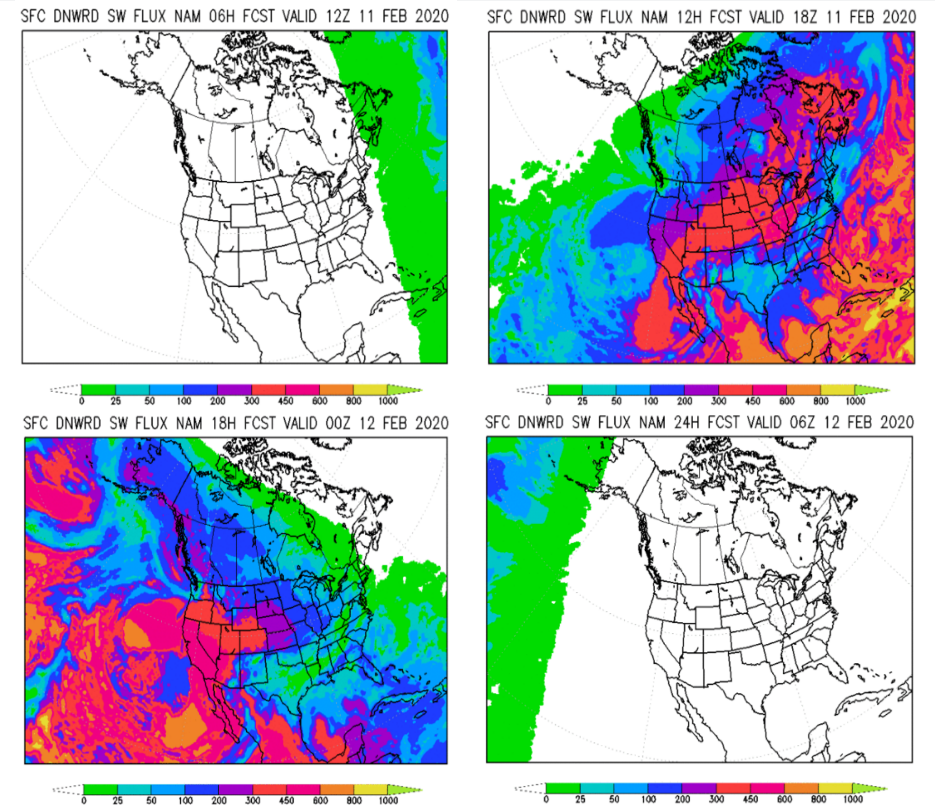 SFC DNWRD SW FLUX NAM 06H FCST VALID 12Z 11 FEB 2020
0 25 50 100 200 300 450 600 800 1000
SFC DNWRD SW FLUX NAM 12H FCST VALID 18Z 11 FEB 2020
0 25 50 100 200 300 450 600 800 1000
SFC DNWRD SW FLUX NAM 18H FCST VALID 00Z 12 FEB 2020
0 25 50 100 200 300 450 600 800 1000
SFC DNWRD SW FLUX NAM 24H FCST VALID 06Z 12 FEB 2020
0 25 50 100 200 300 450 600 800 1000